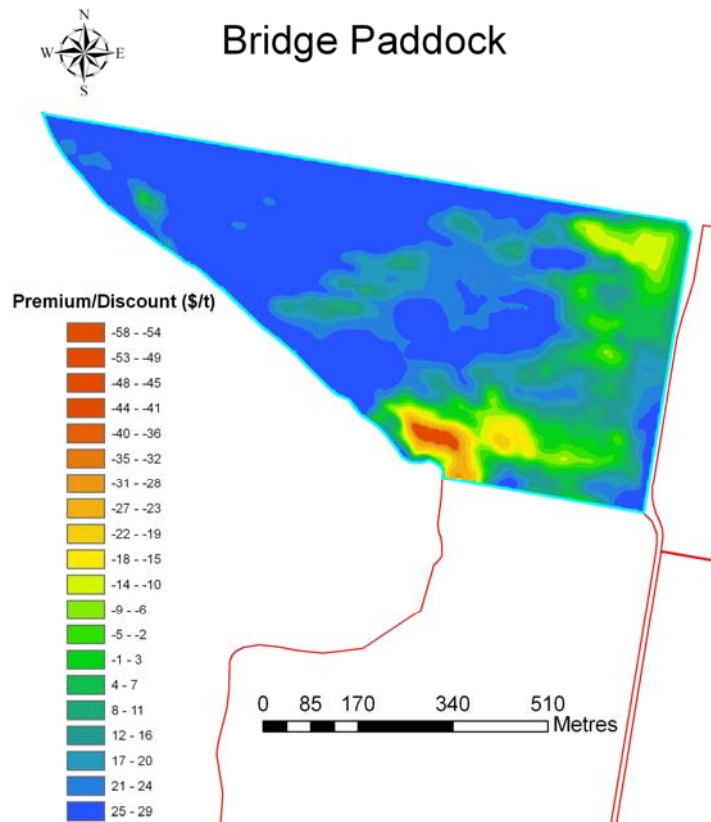 N
W E
S
Bridge Paddock
Premium/Discount ($/t)
-58 - -54
-53 - -49
-48 - -45
-44 - -41
-40 - -36
-35 - -32
-31 - -28
-27 - -23
-22 - -19
-18 - -15
-14 - -10
-9 - -6
-5 - -2
-1 - 3
4 - 7
8 - 11
12 - 16
17 - 20
21 - 24
25 - 29
0 85 170 340 510
Metres